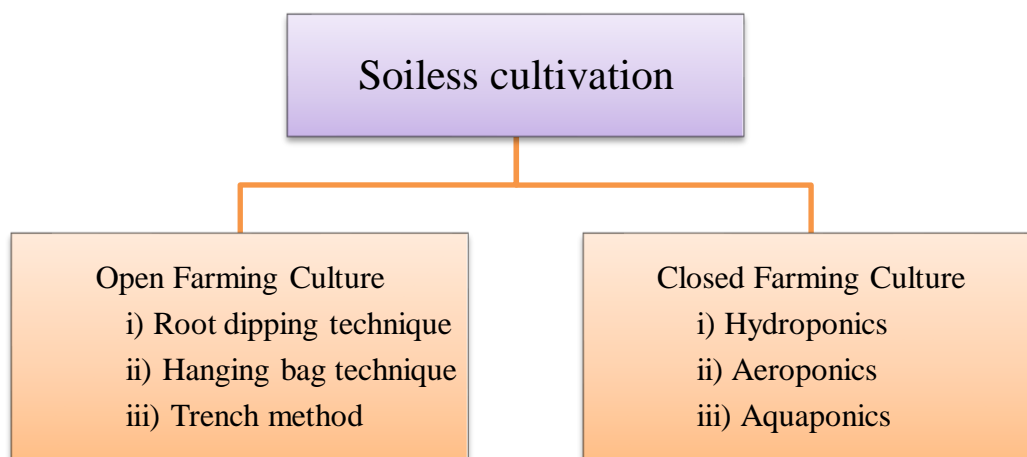 Soiless cultivation
Open Farming Culture
i) Root dipping technique
ii) Hanging bag technique
iii) Trench method
Closed Farming Culture
i) Hydroponics
ii) Aeroponics
iii) Aquaponics